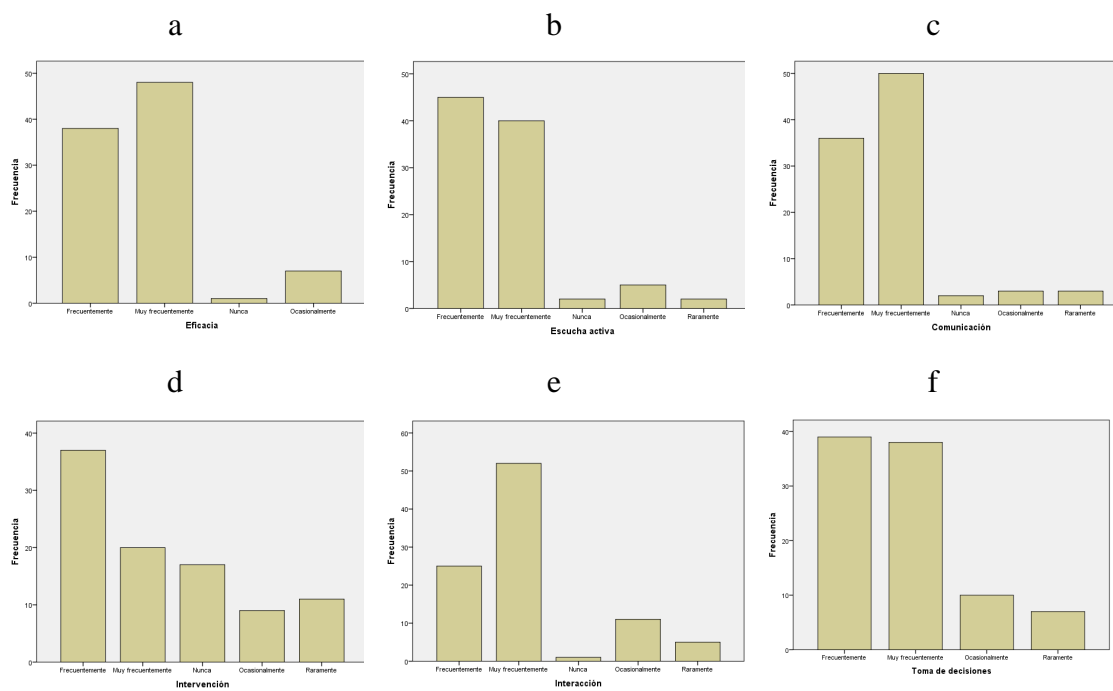 a
50
40
30
20
10
0
Frecuencia
Frecuentemente Muy frecuentemente Nunca Ocasionalmente
Eficacia
b
50
40
30
20
10
0
Frecuencia
Frecuentemente Muy frecuentemente Nunca Ocasionalmente Raramente
Escucha activa
c
50
40
30
20
10
0
Frecuencia
Frecuentemente Muy frecuentemente Nunca Ocasionalmente Raramente
Comunicación
d
40
30
20
10
0
Frecuencia
Frecuentemente Muy frecuentemente Nunca Ocasionalmente Raramente
Intervención
e
60
50
40
30
20
10
0
Frecuencia
Frecuentemente Muy frecuentemente Nunca Ocasionalmente Raramente
Interacción
f
40
30
20
10
0
Frecuencia
Frecuentemente Muy frecuentemente Ocasionalmente Raramente
Toma de decisiones